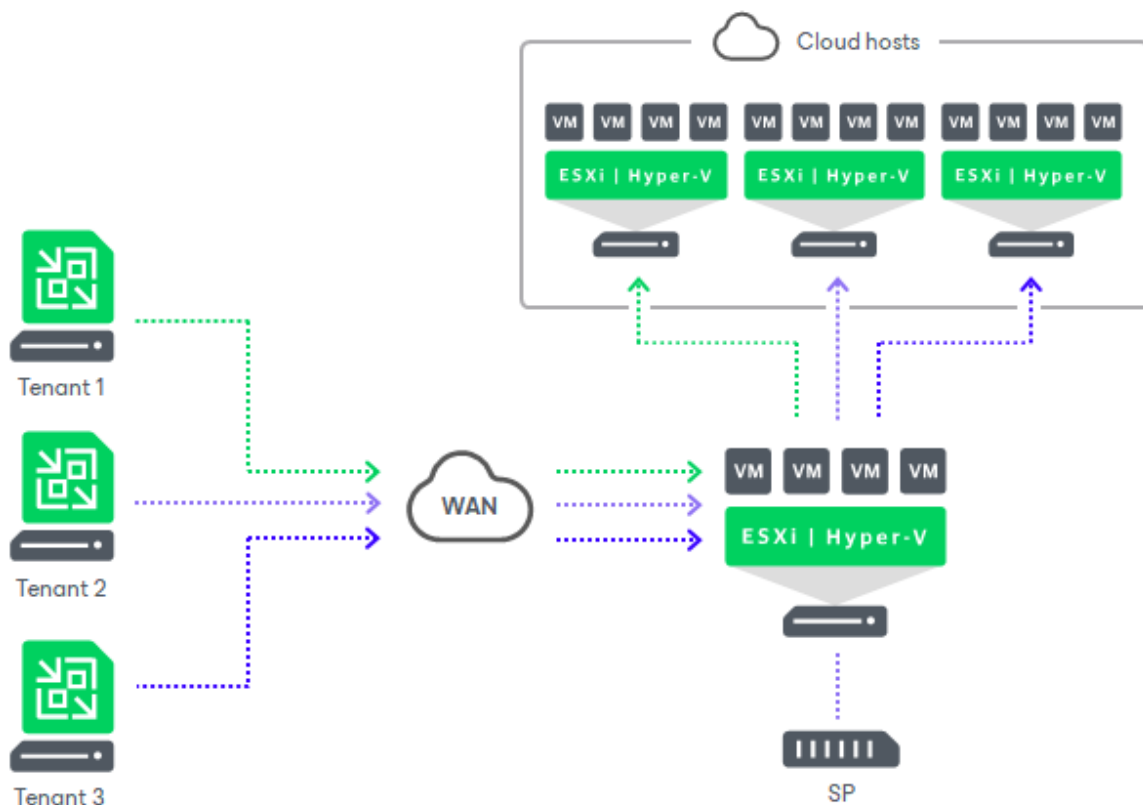 Cloud hosts
VM VM VM VM VM VM VM VM VM VM VM VM
ESXi | Hyper-V ESXi | Hyper-V ESXi | Hyper-V
Tenant 1
VM VM VM VM
WAN
ESXi | Hyper-V
Tenant 2
Tenant 3
SP